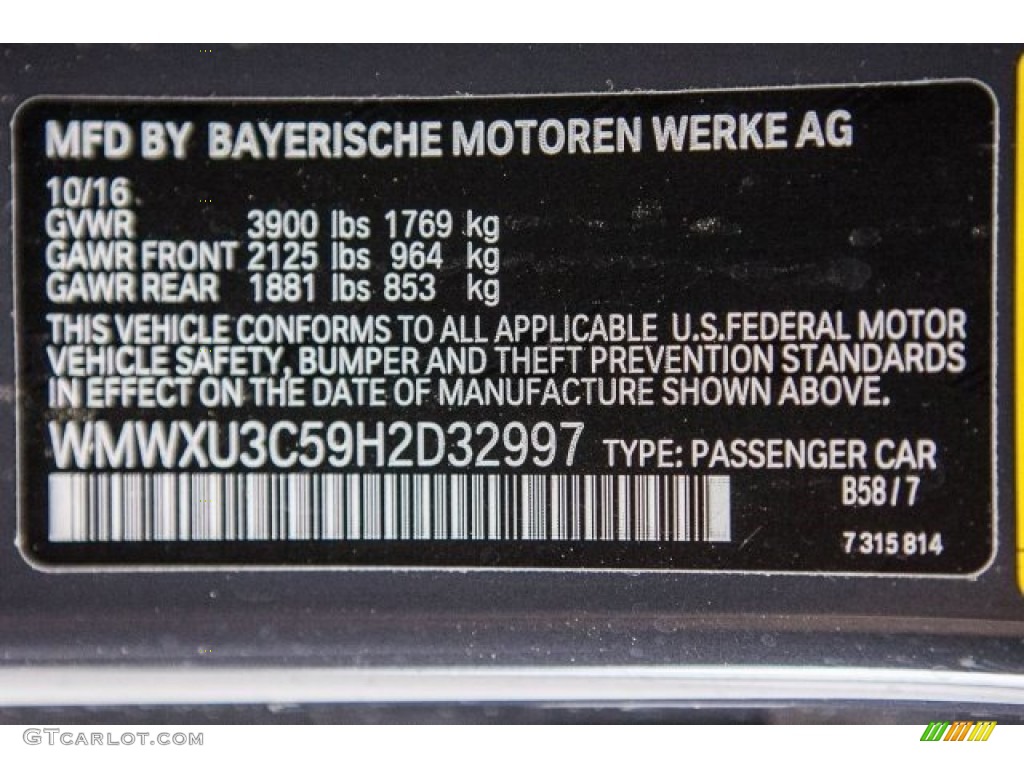 MFD BY BAYERISCHE MOTOREN WERKE AG
10/16
GVWR 3900 lbs 1769 kg
GAWR FRONT 2125 lbs 964 kg
GAWR REAR 1881 lbs 853 kg
THIS VEHICLE CONFORMS TO ALL APPLICABLE U.S.FEDERAL MOTOR
VEHICLE SAFETY, BUMPER AND THEFT PREVENTION STANDARDS
IN EFFECT ON THE DATE OF MANUFACTURE SHOWN ABOVE.
WMWXU3C59H2D32997 TYPE: PASSENGER CAR
B58/7
7 315 814
GTcarlot.com